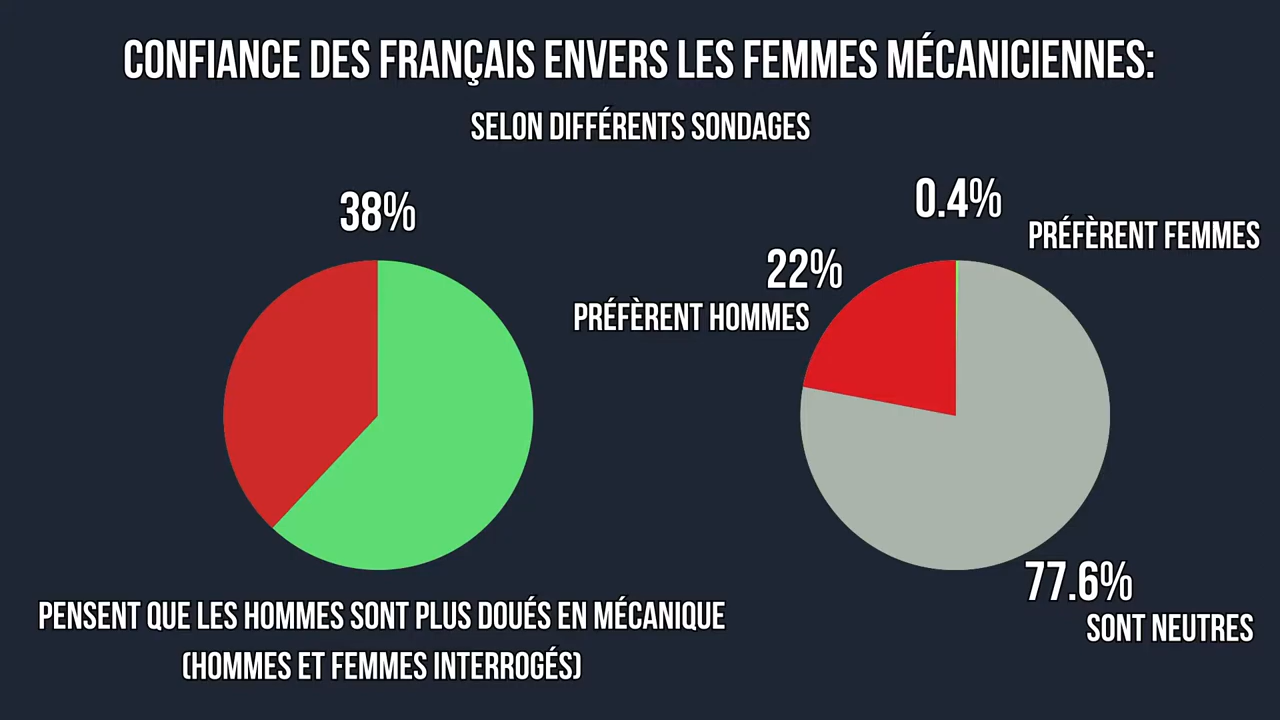 CONFIANCE DES FRANÇAIS ENVERS LES FEMMES MÉCANICIENNES:
SELON DIFFÉRENTS SONDAGES
38%
PENSENT QUE LES HOMMES SONT PLUS DOUÉS EN MÉCANIQUE
(HOMMES ET FEMMES INTERROGÉS)
0.4%
PRÉFÈRENT FEMMES
22%
PRÉFÈRENT HOMMES
77.6%
SONT NEUTRES